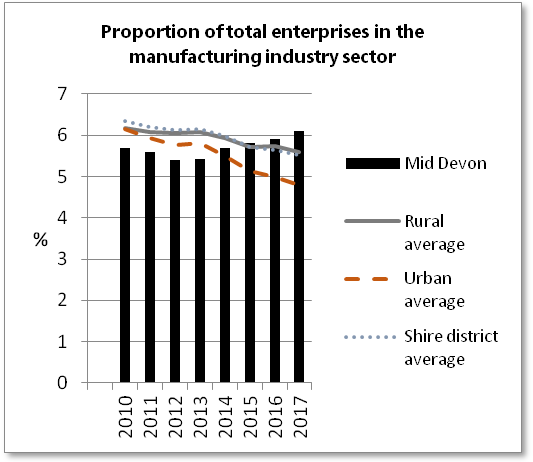 Proportion of total enterprises in the
manufacturing industry sector
7
6
5
4
3
2
1
0
%
2010
2011
2012
2013
2014
2015
2016
2017
Mid Devon
Rural
average
Urban
average
Shire district
average